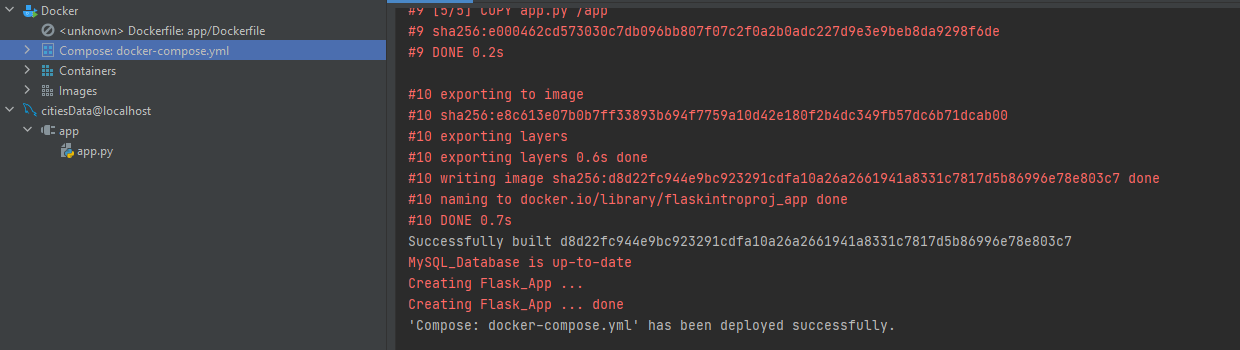 Docker
<unknown> Dockerfile: app/Dockerfile
Compose: docker-compose.yml
Containers
Images
citiesData@localhost
app
app.py
#9 [5/5] COPY app.py /app
#9 sha256:e000462cd573030c7db096bb807f07c2f0a2b0adc227d9e3e9beb8da9298f6de
#9 DONE 0.2s
#10 exporting to image
#10 sha256:e8c613e07b0b7ff33893b694f7759a10d42e180f2b4dc349fb57dc6b71dcab00
#10 exporting layers
#10 exporting layers 0.6s done
#10 writing image sha256:d8d22fc944e9bc923291cdfa10a26a2661941a8331c7817d5b86996e78e803c7 done
#10 naming to docker.io/library/flaskintroproj_app done
#10 DONE 0.7s
Successfully built d8d22fc944e9bc923291cdfa10a26a2661941a8331c7817d5b86996e78e803c7
MySQL_Database is up-to-date
Creating Flask_App ...
Creating Flask_App ... done
'Compose: docker-compose.yml' has been deployed successfully.